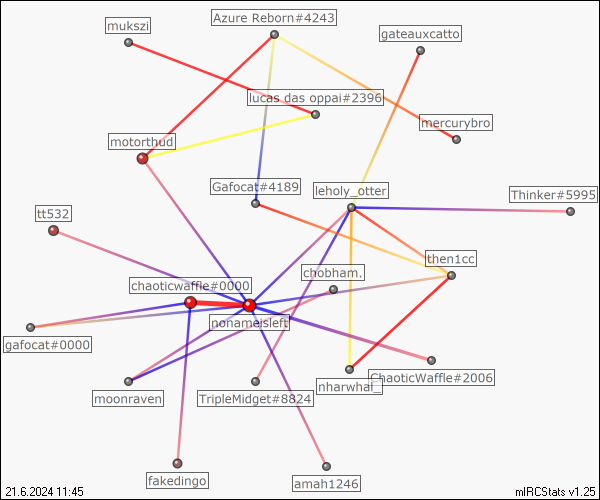 Azure Reborn#4243
mukszi
gateauxcatto
lucas das oppai#2396
mercurybro
motorthud
Gafocat#4189
leholy_otter
Thinker#5995
tt532
then1cc
chobham.
chaoticwaffle#0000
nonameisleft
gafocat#0000
ChaoticWaffle#2006
nharwhal_
moonraven
TripleMidget#8824
fakedingo
amah1246
21.6.2024 11:45
mIRCStats v1.25